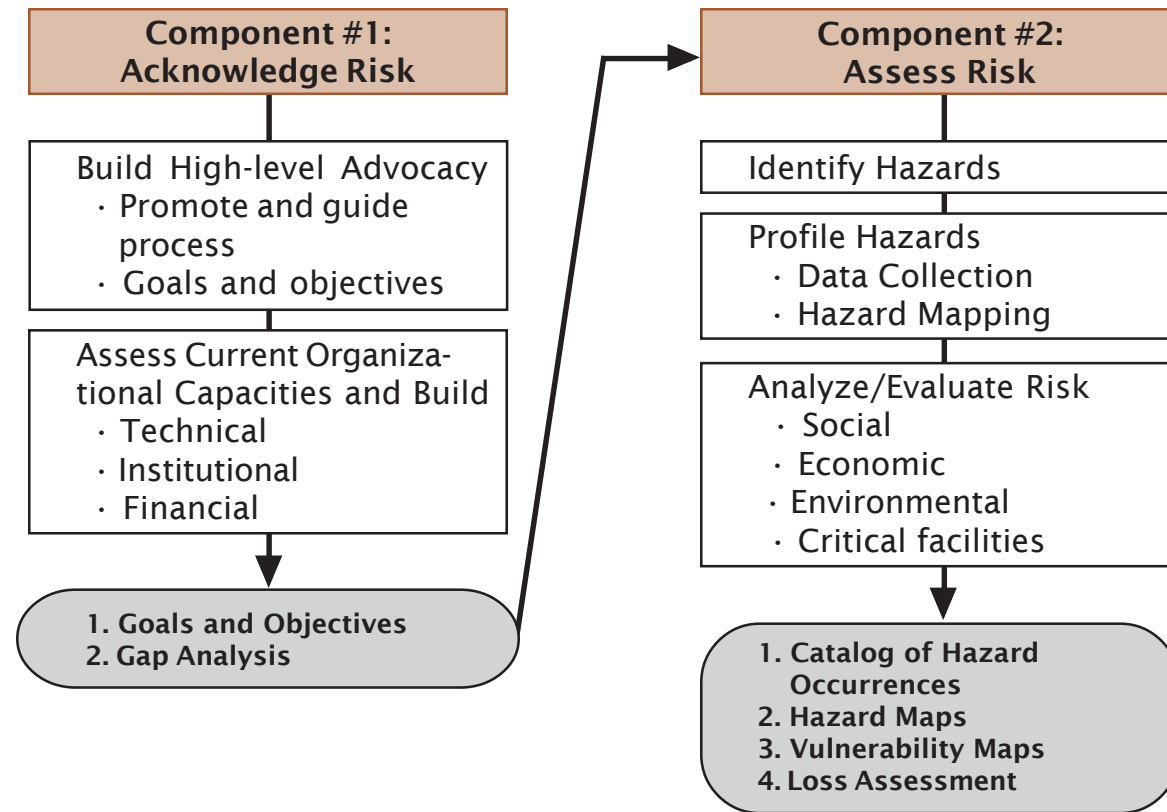 Component #1:
Acknowledge Risk
Build High-level Advocacy
· Promote and guide
process
· Goals and objectives
Assess Current Organiza-
tional Capacities and Build
· Technical
· Institutional
· Financial
1. Goals and Objectives
2. Gap Analysis
Component #2:
Assess Risk
Identify Hazards
Profile Hazards
· Data Collection
· Hazard Mapping
Analyze/Evaluate Risk
· Social
· Economic
· Environmental
· Critical facilities
1. Catalog of Hazard
Occurrences
2. Hazard Maps
3. Vulnerability Maps
4. Loss Assessment